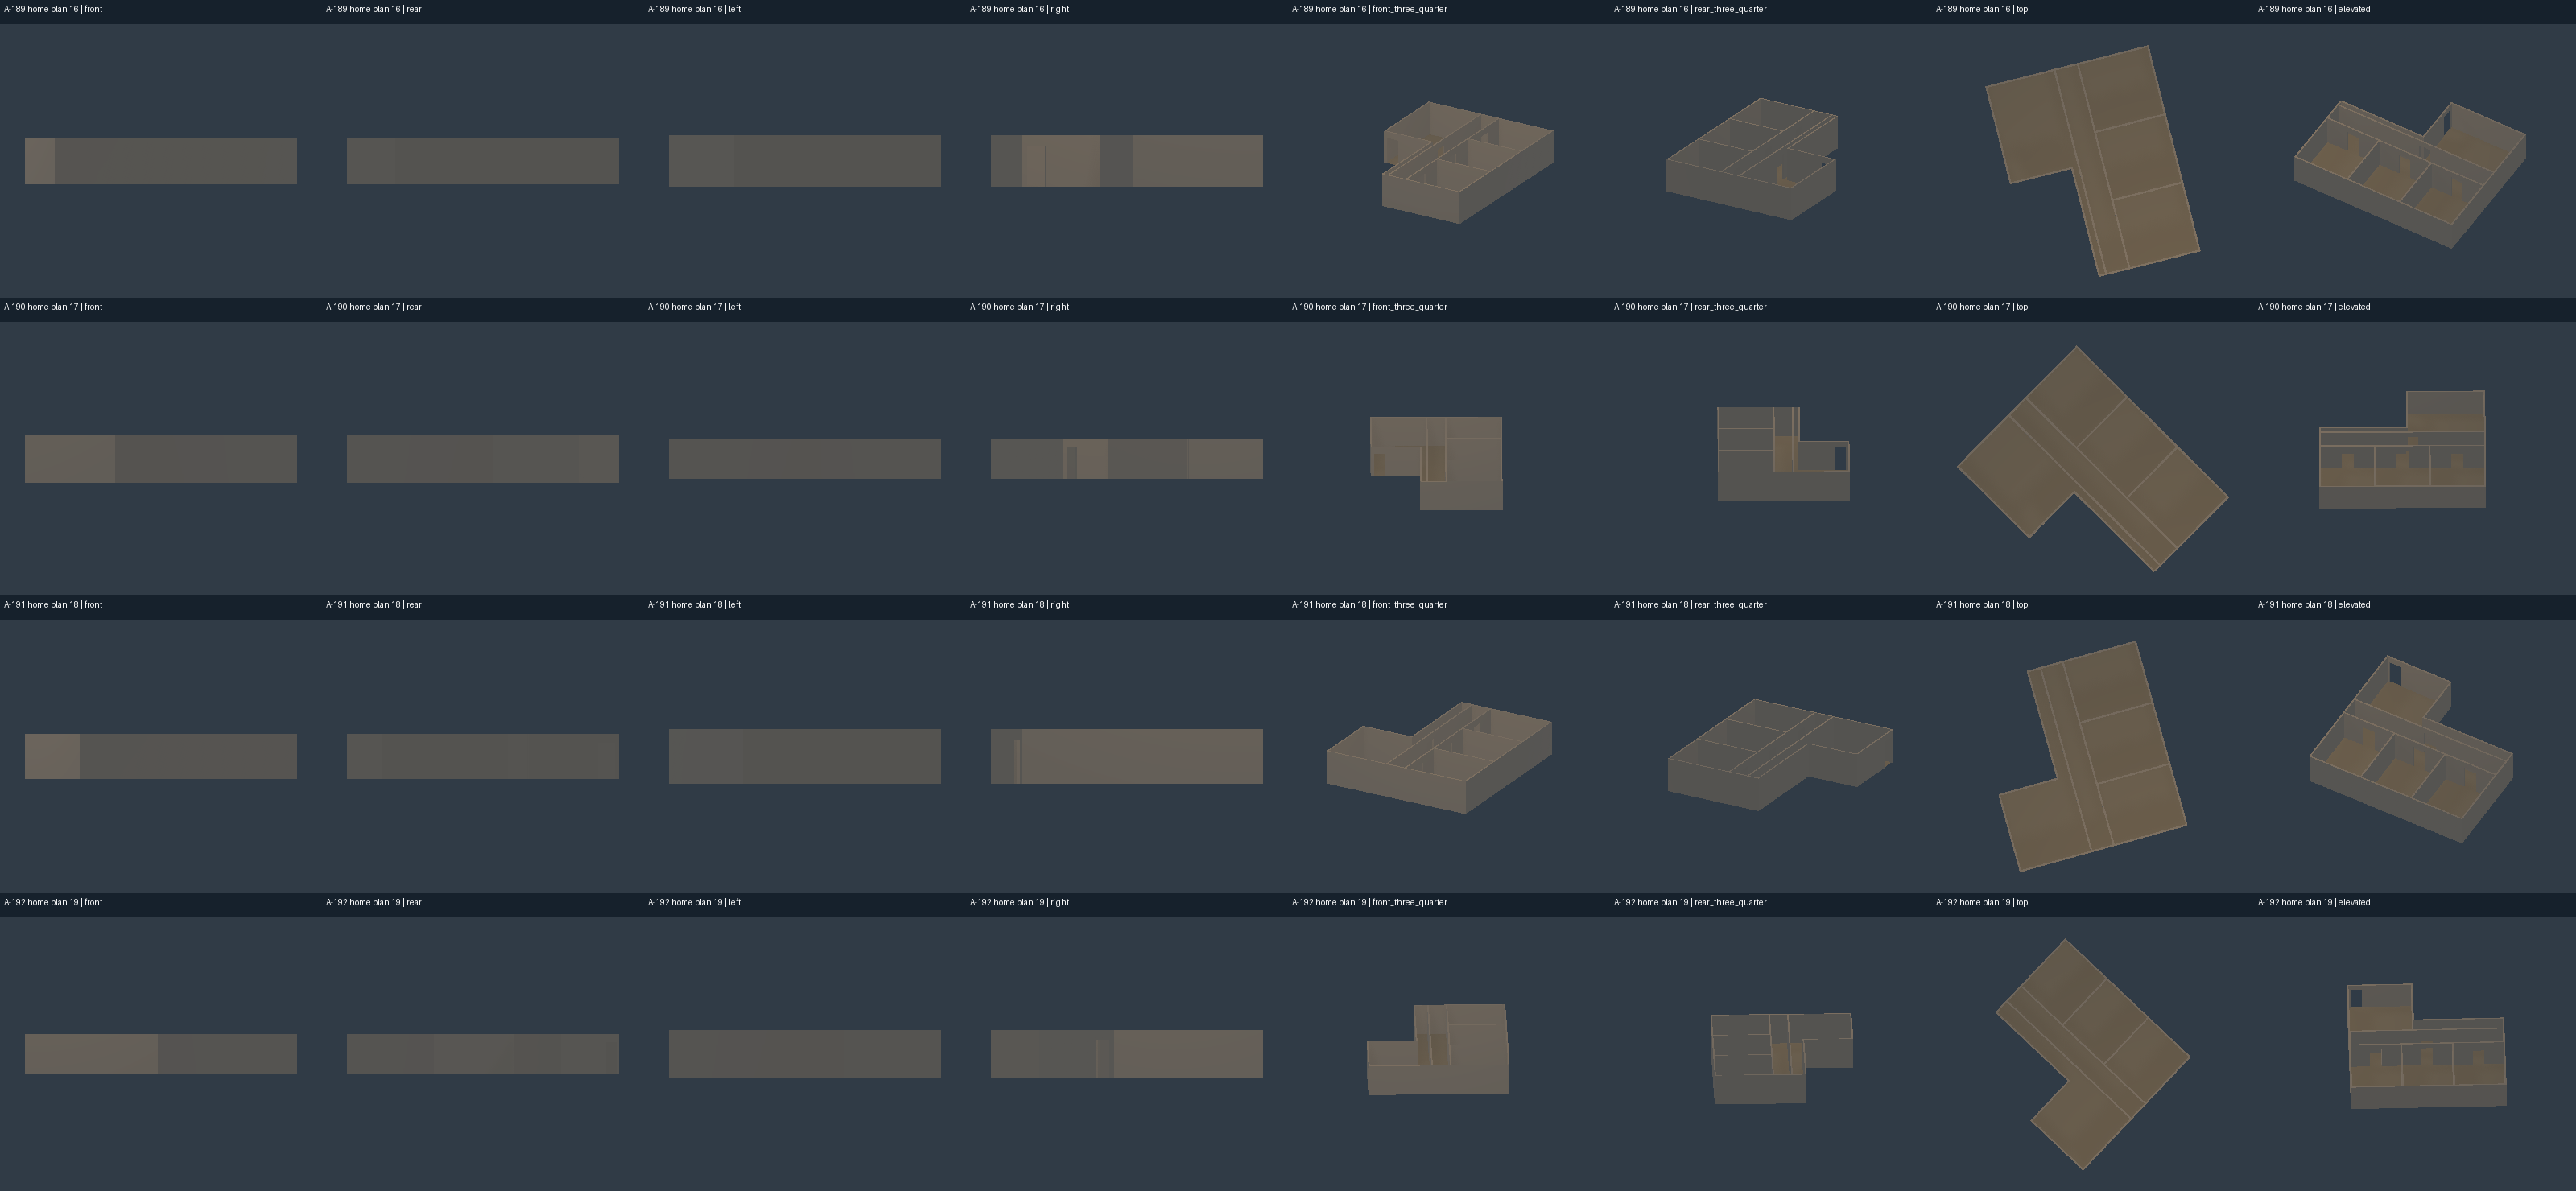 A-189 home plan 16 | front
A-189 home plan 16 | rear
A-189 home plan 16 | left
A-189 home plan 16 | right
A-189 home plan 16 | front_three_quarter
A-189 home plan 16 | rear_three_quarter
A-189 home plan 16 | top
A-189 home plan 16 | elevated
A-190 home plan 17 | front
A-190 home plan 17 | rear
A-190 home plan 17 | left
A-190 home plan 17 | right
A-190 home plan 17 | front_three_quarter
A-190 home plan 17 | rear_three_quarter
A-190 home plan 17 | top
A-190 home plan 17 | elevated
A-191 home plan 18 | front
A-191 home plan 18 | rear
A-191 home plan 18 | left
A-191 home plan 18 | right
A-191 home plan 18 | front_three_quarter
A-191 home plan 18 | rear_three_quarter
A-191 home plan 18 | top
A-191 home plan 18 | elevated
A-192 home plan 19 | front
A-192 home plan 19 | rear
A-192 home plan 19 | left
A-192 home plan 19 | right
A-192 home plan 19 | front_three_quarter
A-192 home plan 19 | rear_three_quarter
A-192 home plan 19 | top
A-192 home plan 19 | elevated